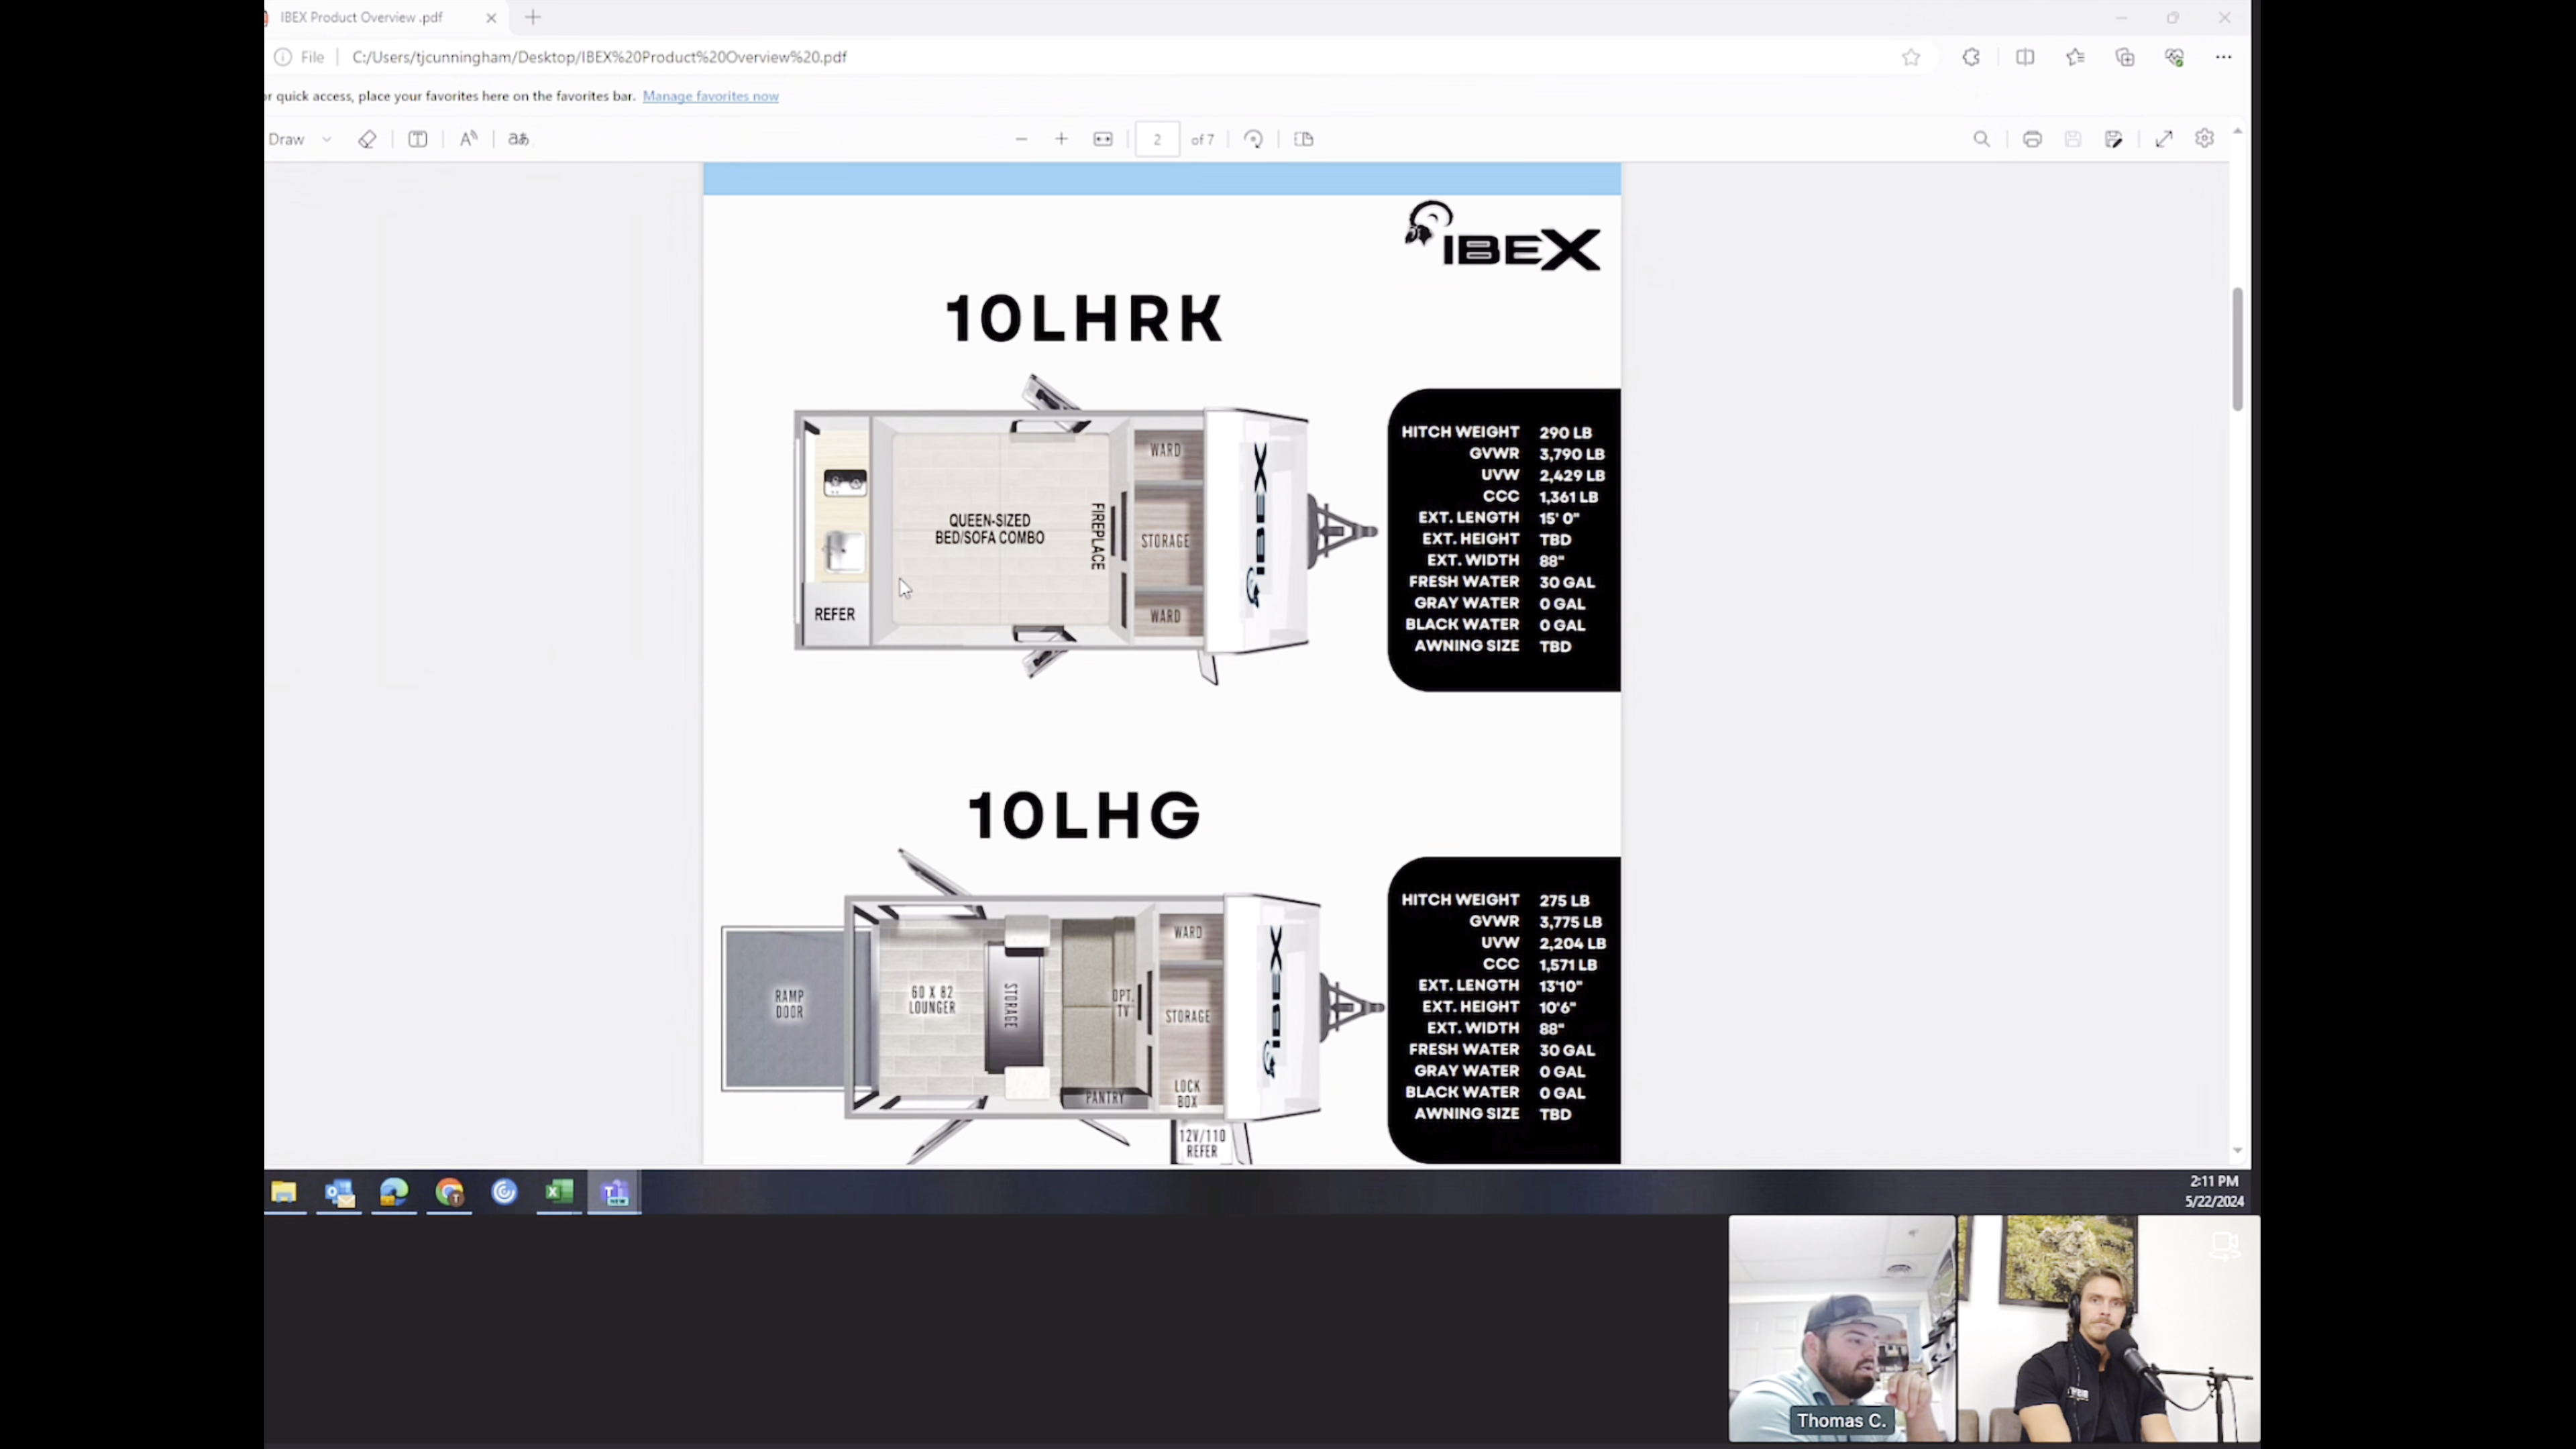 IBEX Product Overview .pdf
File
C:/Users/tjcunningham/Desktop/IBEX%20Product%20Overview%20.pdf
or quick access, place your favorites here on the favorites bar. Manage favorites now
Draw
2 of 7
IBEX
10LHRK
WARD
STORAGE
WARD
QUEEN-SIZED
BED/SOFA COMBO
FIREPLACE
REFER
IBEX
HITCH WEIGHT 290 LB
GVWR 3,790 LB
UVW 2,429 LB
CCC 1,361 LB
EXT. LENGTH 15' 0"
EXT. HEIGHT TBD
EXT. WIDTH 88"
FRESH WATER 30 GAL
GRAY WATER 0 GAL
BLACK WATER 0 GAL
AWNING SIZE TBD
10LHG
RAMP
DOOR
60 X 82
LOUNGER
STORAGE
OPT.
TV
PANTRY
WARD
STORAGE
LOCK
BOX
12V/110
REFER
IBEX
HITCH WEIGHT 275 LB
GVWR 3,775 LB
UVW 2,204 LB
CCC 1,571 LB
EXT. LENGTH 13'10"
EXT. HEIGHT 10'6"
EXT. WIDTH 88"
FRESH WATER 30 GAL
GRAY WATER 0 GAL
BLACK WATER 0 GAL
AWNING SIZE TBD
2:11 PM
5/22/2024
Thomas C.